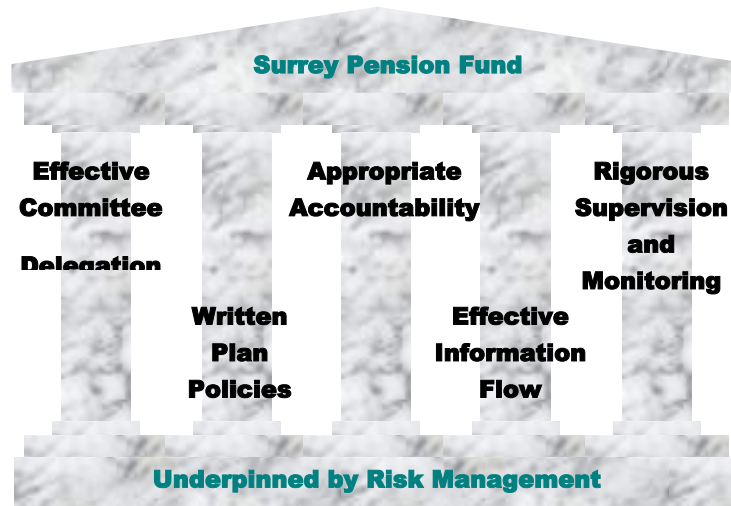 Surrey Pension Fund
Effective
Committee
Delegation
Written
Plan
Policies
Appropriate
Accountability
Effective
Information
Flow
Rigorous
Supervision
and
Monitoring
Underpinned by Risk Management